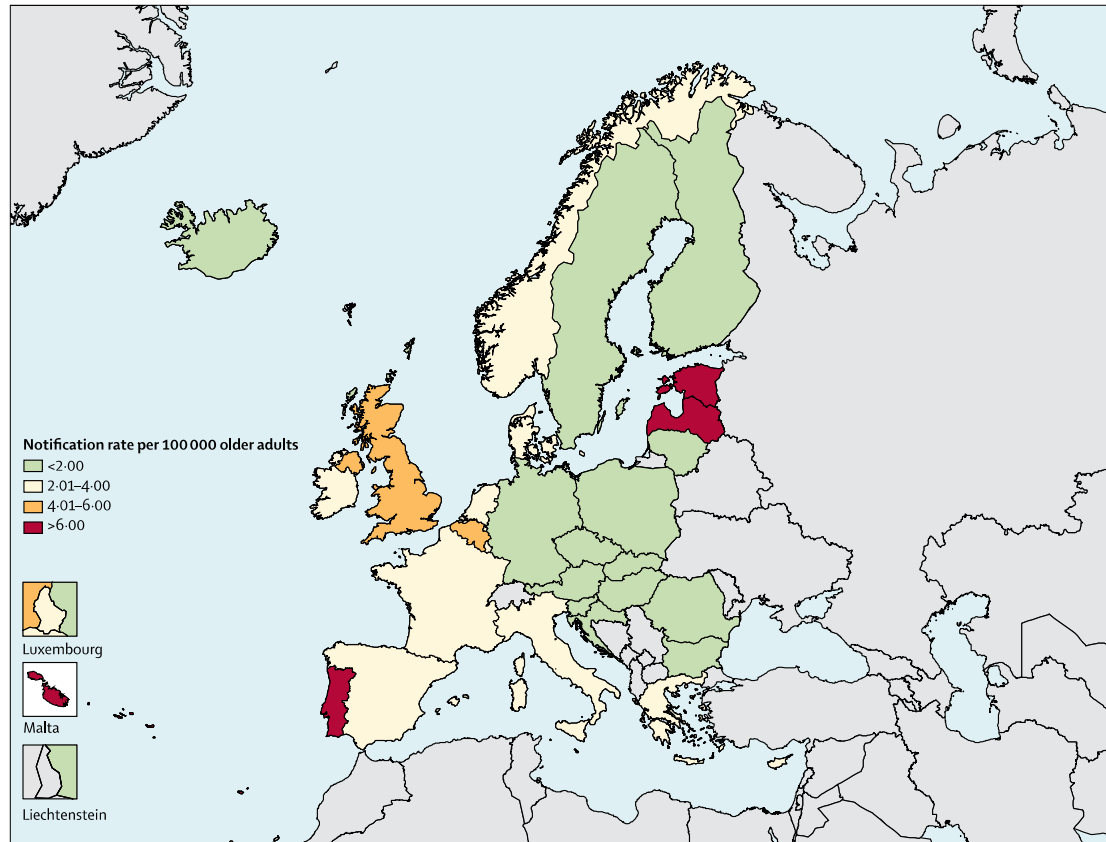 Notification rate per 100 000 older adults
<2·00
2·01–4·00
4·01–6·00
>6·00
Luxembourg
Malta
Liechtenstein